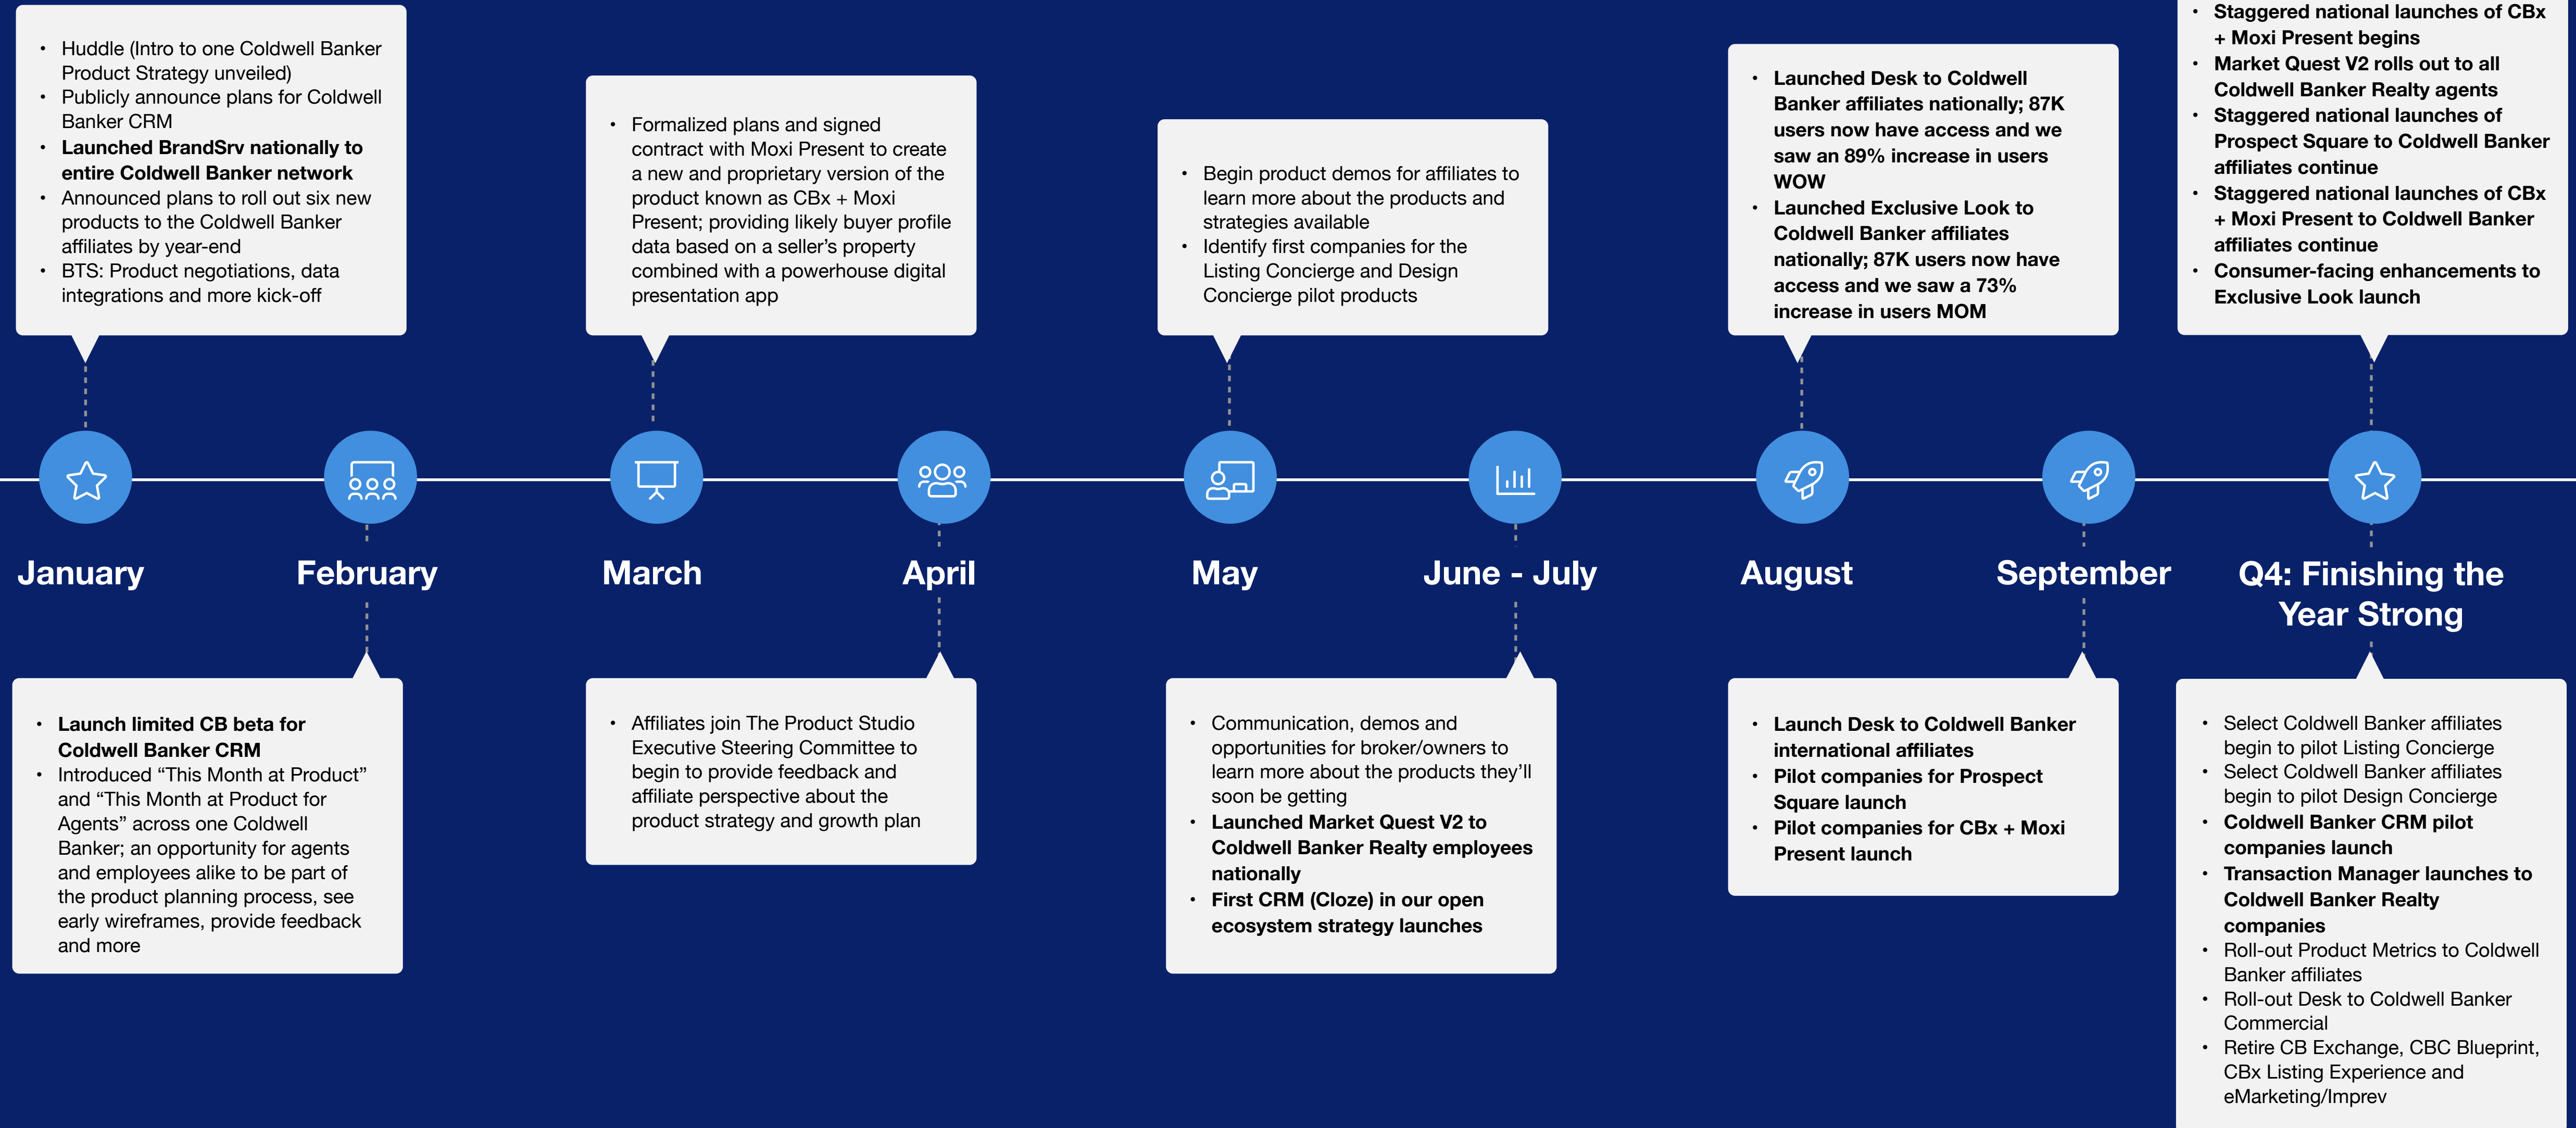 • Huddle (Intro to one Coldwell Banker
Product Strategy unveiled)
• Publicly announce plans for Coldwell
Banker CRM
• Launched BrandSrv nationally to
entire Coldwell Banker network
• Announced plans to roll out six new
products to the Coldwell Banker
affiliates by year-end
• BTS: Product negotiations, data
integrations and more kick-off
• Formalized plans and signed
contract with Moxi Present to create
a new and proprietary version of the
product known as CBx + Moxi
Present; providing likely buyer profile
data based on a seller’s property
combined with a powerhouse digital
presentation app
• Begin product demos for affiliates to
learn more about the products and
strategies available
• Identify first companies for the
Listing Concierge and Design
Concierge pilot products
• Launched Desk to Coldwell
Banker affiliates nationally; 87K
users now have access and we
saw an 89% increase in users
WOW
• Launched Exclusive Look to
Coldwell Banker affiliates
nationally; 87K users now have
access and we saw a 73%
increase in users MOM
• Staggered national launches of CBx
+ Moxi Present begins
• Market Quest V2 rolls out to all
Coldwell Banker Realty agents
• Staggered national launches of
Prospect Square to Coldwell Banker
affiliates continue
• Staggered national launches of CBx
+ Moxi Present to Coldwell Banker
affiliates continue
• Consumer-facing enhancements to
Exclusive Look launch
January
February
March
April
May
June - July
August
September
Q4: Finishing the
Year Strong
• Launch limited CB beta for
Coldwell Banker CRM
• Introduced “This Month at Product”
and “This Month at Product for
Agents” across one Coldwell
Banker; an opportunity for agents
and employees alike to be part of
the product planning process, see
early wireframes, provide feedback
and more
• Affiliates join The Product Studio
Executive Steering Committee to
begin to provide feedback and
affiliate perspective about the
product strategy and growth plan
• Communication, demos and
opportunities for broker/owners to
learn more about the products they’ll
soon be getting
• Launched Market Quest V2 to
Coldwell Banker Realty employees
nationally
• First CRM (Cloze) in our open
ecosystem strategy launches
• Launch Desk to Coldwell Banker
international affiliates
• Pilot companies for Prospect
Square launch
• Pilot companies for CBx + Moxi
Present launch
• Select Coldwell Banker affiliates
begin to pilot Listing Concierge
• Select Coldwell Banker affiliates
begin to pilot Design Concierge
• Coldwell Banker CRM pilot
companies launch
• Transaction Manager launches to
Coldwell Banker Realty
companies
• Roll-out Product Metrics to Coldwell
Banker affiliates
• Roll-out Desk to Coldwell Banker
Commercial
• Retire CB Exchange, CBC Blueprint,
CBx Listing Experience and
eMarketing/Imprev